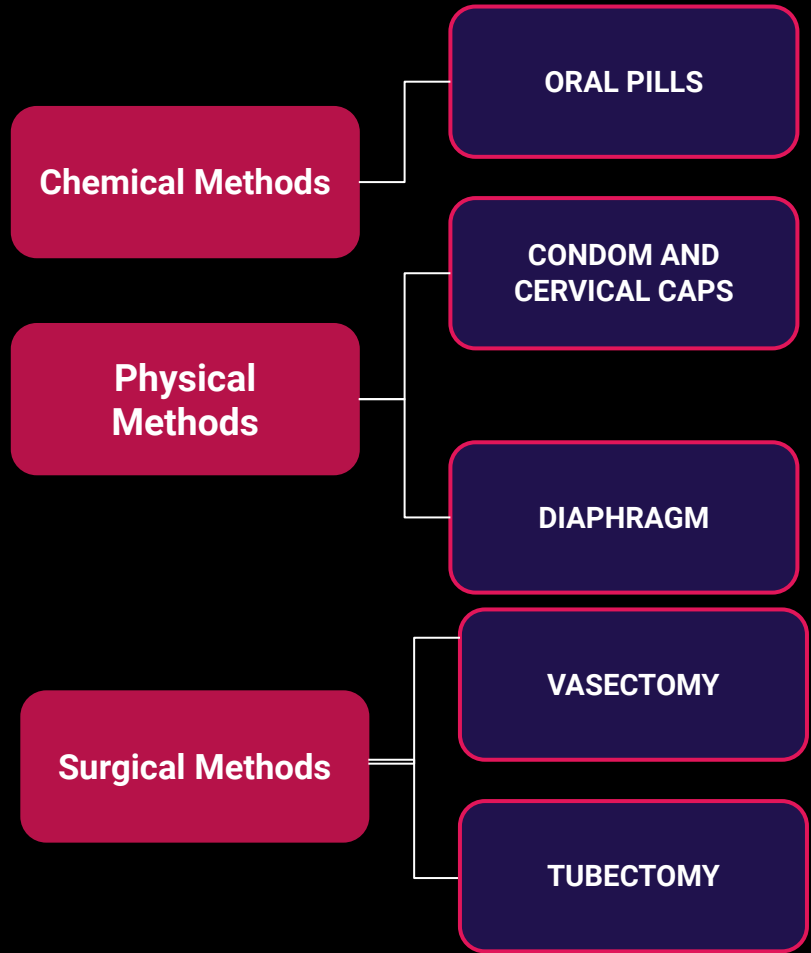 Chemical Methods
ORAL PILLS
Physical
Methods
CONDOM AND
CERVICAL CAPS
DIAPHRAGM
Surgical Methods
VASECTOMY
TUBECTOMY